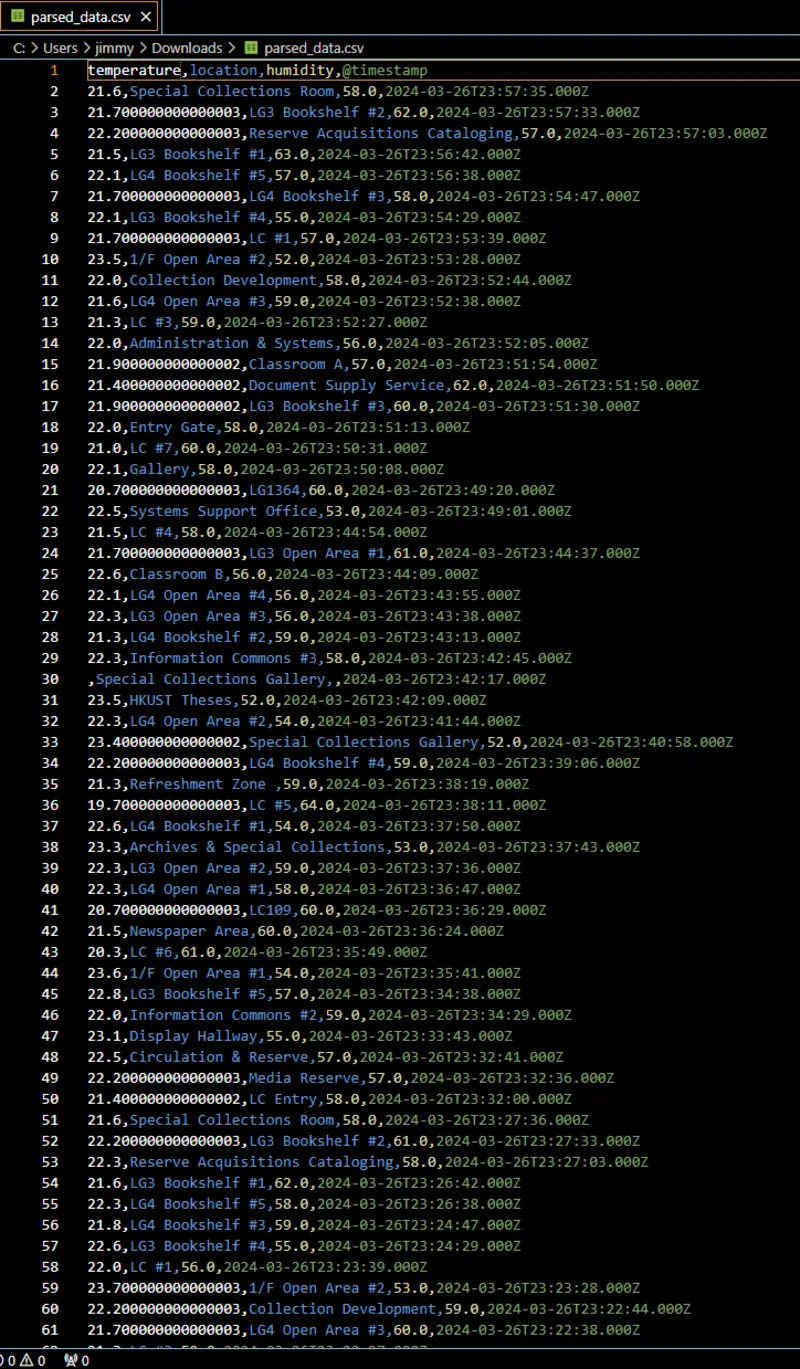 parsed_data.csv
C: > Users > jimmy > Downloads > parsed_data.csv
1 temperature,location,humidity,@timestamp
2 21.6,Special Collections Room,58.0,2024-03-26T23:57:35.000Z
3 21.700000000000003,LG3 Bookshelf #2,62.0,2024-03-26T23:57:33.000Z
4 22.200000000000003,Reserve Acquisitions Cataloging,57.0,2024-03-26T23:57:03.000Z
5 21.5,LG3 Bookshelf #1,63.0,2024-03-26T23:56:42.000Z
6 22.1,LG4 Bookshelf #5,57.0,2024-03-26T23:56:38.000Z
7 21.700000000000003,LG4 Bookshelf #3,58.0,2024-03-26T23:54:47.000Z
8 22.1,LG3 Bookshelf #4,55.0,2024-03-26T23:54:29.000Z
9 21.700000000000003,LC #1,57.0,2024-03-26T23:53:39.000Z
10 23.5,1/F Open Area #2,52.0,2024-03-26T23:53:28.000Z
11 22.0,Collection Development,58.0,2024-03-26T23:52:44.000Z
12 21.6,LG4 Open Area #3,59.0,2024-03-26T23:52:38.000Z
13 21.3,LC #3,59.0,2024-03-26T23:52:27.000Z
14 22.0,Administration & Systems,56.0,2024-03-26T23:52:05.000Z
15 21.900000000000002,Classroom A,57.0,2024-03-26T23:51:54.000Z
16 21.400000000000002,Document Supply Service,62.0,2024-03-26T23:51:50.000Z
17 21.900000000000002,LG3 Bookshelf #3,60.0,2024-03-26T23:51:30.000Z
18 22.0,Entry Gate,58.0,2024-03-26T23:51:13.000Z
19 21.0,LC #7,60.0,2024-03-26T23:50:31.000Z
20 22.1,Gallery,58.0,2024-03-26T23:50:08.000Z
21 20.700000000000003,LG1364,60.0,2024-03-26T23:49:20.000Z
22 22.5,Systems Support Office,53.0,2024-03-26T23:49:01.000Z
23 21.5,LC #4,58.0,2024-03-26T23:44:54.000Z
24 21.700000000000003,LG3 Open Area #1,61.0,2024-03-26T23:44:37.000Z
25 22.6,Classroom B,56.0,2024-03-26T23:44:09.000Z
26 22.1,LG4 Open Area #4,56.0,2024-03-26T23:43:55.000Z
27 22.3,LG3 Open Area #3,56.0,2024-03-26T23:43:38.000Z
28 21.3,LG4 Bookshelf #2,59.0,2024-03-26T23:43:13.000Z
29 22.3,Information Commons #3,58.0,2024-03-26T23:42:45.000Z
30 ,Special Collections Gallery,,2024-03-26T23:42:17.000Z
31 23.5,HKUST Theses,52.0,2024-03-26T23:42:09.000Z
32 22.3,LG4 Open Area #2,54.0,2024-03-26T23:41:44.000Z
33 23.400000000000002,Special Collections Gallery,52.0,2024-03-26T23:40:58.000Z
34 22.200000000000003,LG4 Bookshelf #4,59.0,2024-03-26T23:39:06.000Z
35 21.3,Refreshment Zone ,59.0,2024-03-26T23:38:19.000Z
36 19.700000000000003,LC #5,64.0,2024-03-26T23:38:11.000Z
37 22.6,LG4 Bookshelf #1,54.0,2024-03-26T23:37:50.000Z
38 23.3,Archives & Special Collections,53.0,2024-03-26T23:37:43.000Z
39 22.3,LG3 Open Area #2,59.0,2024-03-26T23:37:36.000Z
40 22.3,LG4 Open Area #1,58.0,2024-03-26T23:36:47.000Z
41 20.700000000000003,LC109,60.0,2024-03-26T23:36:29.000Z
42 21.5,Newspaper Area,60.0,2024-03-26T23:36:24.000Z
43 20.3,LC #6,61.0,2024-03-26T23:35:49.000Z
44 23.6,1/F Open Area #1,54.0,2024-03-26T23:35:41.000Z
45 22.8,LG3 Bookshelf #5,57.0,2024-03-26T23:34:38.000Z
46 22.0,Information Commons #2,59.0,2024-03-26T23:34:29.000Z
47 23.1,Display Hallway,55.0,2024-03-26T23:33:43.000Z
48 22.5,Circulation & Reserve,57.0,2024-03-26T23:32:41.000Z
49 22.200000000000003,Media Reserve,57.0,2024-03-26T23:32:36.000Z
50 21.400000000000002,LC Entry,58.0,2024-03-26T23:32:00.000Z
51 21.6,Special Collections Room,58.0,2024-03-26T23:27:36.000Z
52 22.200000000000003,LG3 Bookshelf #2,61.0,2024-03-26T23:27:33.000Z
53 22.3,Reserve Acquisitions Cataloging,58.0,2024-03-26T23:27:03.000Z
54 21.6,LG3 Bookshelf #1,62.0,2024-03-26T23:26:42.000Z
55 22.3,LG4 Bookshelf #5,58.0,2024-03-26T23:26:38.000Z
56 21.8,LG4 Bookshelf #3,59.0,2024-03-26T23:24:47.000Z
57 22.6,LG3 Bookshelf #4,55.0,2024-03-26T23:24:29.000Z
58 22.0,LC #1,56.0,2024-03-26T23:23:39.000Z
59 23.700000000000003,1/F Open Area #2,53.0,2024-03-26T23:23:28.000Z
60 22.200000000000003,Collection Development,59.0,2024-03-26T23:22:44.000Z
61 21.700000000000003,LG4 Open Area #3,60.0,2024-03-26T23:22:38.000Z
0 0 0